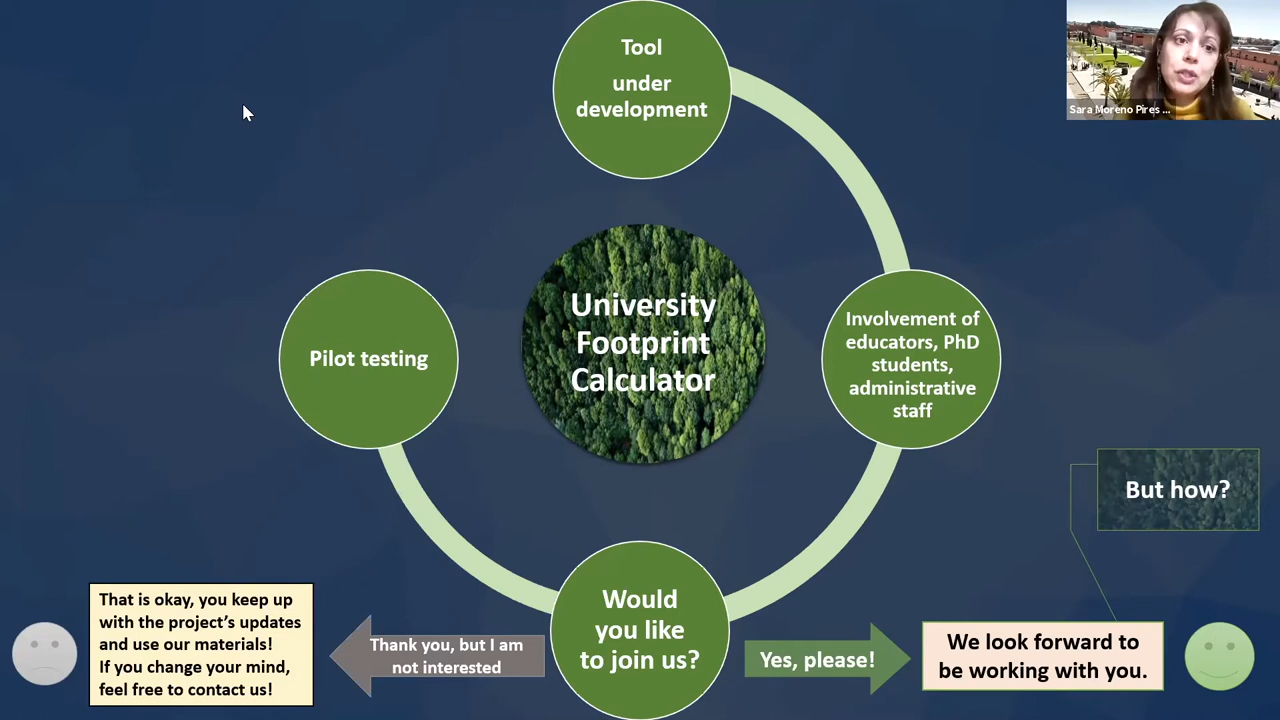 Tool
under
development
Sara Moreno Pires ...
University
Footprint
Calculator
Involvement of
educators, PhD
students,
administrative
staff
Pilot testing
But how?
Would
you like
to join us?
That is okay, you keep up
with the project's updates
and use our materials!
If you change your mind,
feel free to contact us!
Thank you, but I am
not interested
Yes, please!
We look forward to
be working with you.